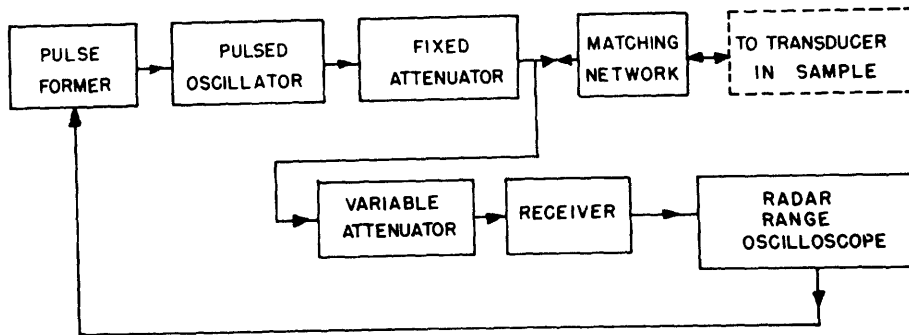 PULSE
FORMER
PULSED
OSCILLATOR
FIXED
ATTENUATOR
MATCHING
NETWORK
TO TRANSDUCER
IN SAMPLE
VARIABLE
ATTENUATOR
RECEIVER
RADAR
RANGE
OSCILLOSCOPE